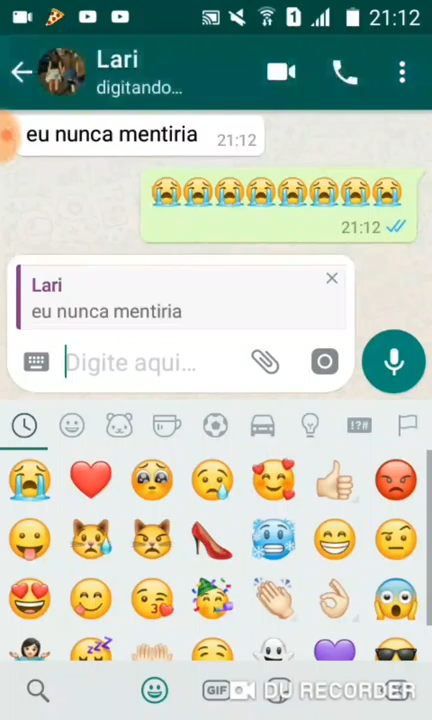 1
21:12
Lari
digitando...
eu nunca mentiria
21:12
😭😭😭😭😭😭😭😭
21:12
Lari
eu nunca mentiria
Digite aqui...
!?#
GIF
DU RECORDER